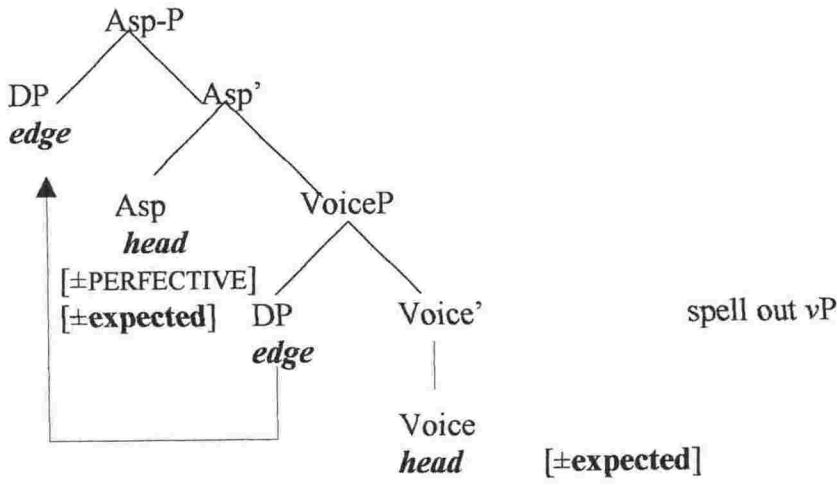 Asp-P
DP
Asp’
edge
Asp
VoiceP
head
[±PERFECTIVE]
[±expected]
DP
Voice’
spell out vP
edge
Voice
head
[±expected]